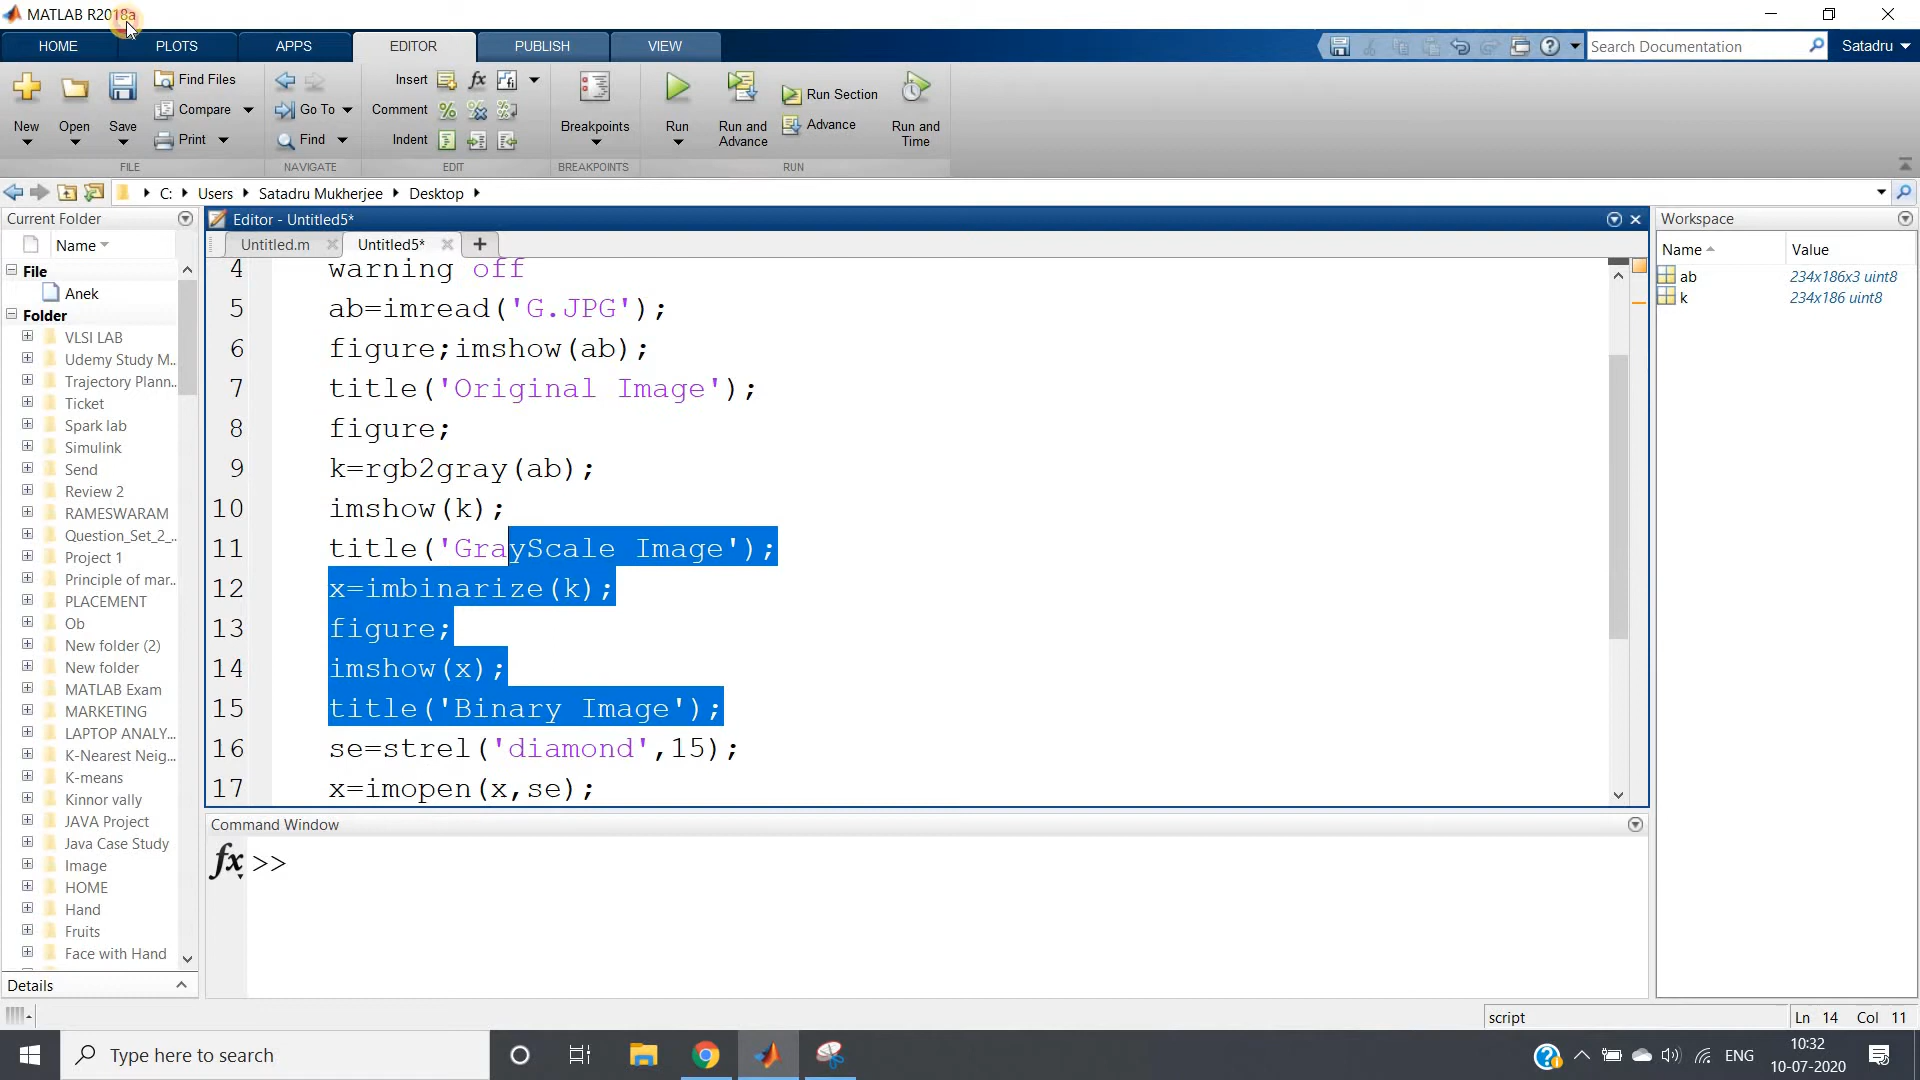 MATLAB R2018a
HOME PLOTS APPS EDITOR PUBLISH VIEW
Search Documentation
Satadru
New
Open
Save
Find Files
Compare
Print
FILE
Go To
Find
NAVIGATE
Insert fx
Comment
Indent
EDIT
Breakpoints
BREAKPOINTS
Run
Run and Advance
Run Section
Advance
Run and Time
RUN
C: Users Satadru Mukherjee Desktop
Current Folder
Name
File
Anek
Folder
VLSI LAB
Udemy Study M...
Trajectory Plann...
Ticket
Spark lab
Simulink
Send
Review 2
RAMESWARAM
Question_Set_2_...
Project 1
Principle of mar...
PLACEMENT
Ob
New folder (2)
New folder
MATLAB Exam
MARKETING
LAPTOP ANALY...
K-Nearest Neig...
K-means
Kinnor vally
JAVA Project
Java Case Study
Image
HOME
Hand
Fruits
Face with Hand
Details
Editor - Untitled5*
Untitled.m Untitled5*
4 warning off
5 ab=imread('G.JPG');
6 figure;imshow(ab);
7 title('Original Image');
8 figure;
9 k=rgb2gray(ab);
10 imshow(k);
11 title('GrayScale Image');
12 x=imbinarize(k);
13 figure;
14 imshow(x);
15 title('Binary Image');
16 se=strel('diamond',15);
17 x=imopen(x,se);
Command Window
fx >>
Workspace
Name Value
ab 234x186x3 uint8
k 234x186 uint8
script
Ln 14 Col 11
Type here to search
ENG
10:32
10-07-2020